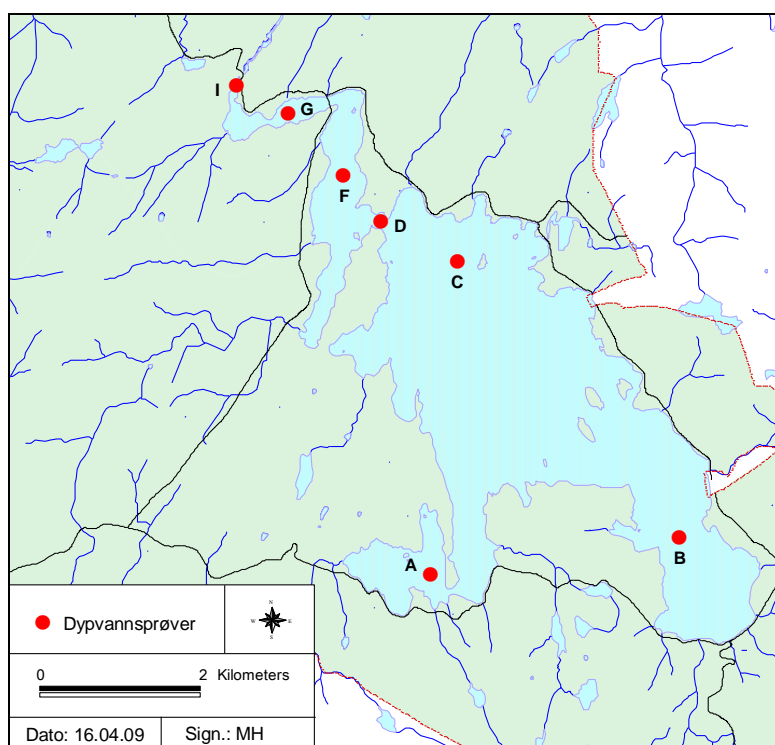 I
G
F
D
C
B
A
Dypvannsprøver
N
W E
S
0 2 Kilometers
Dato: 16.04.09 Sign.: MH